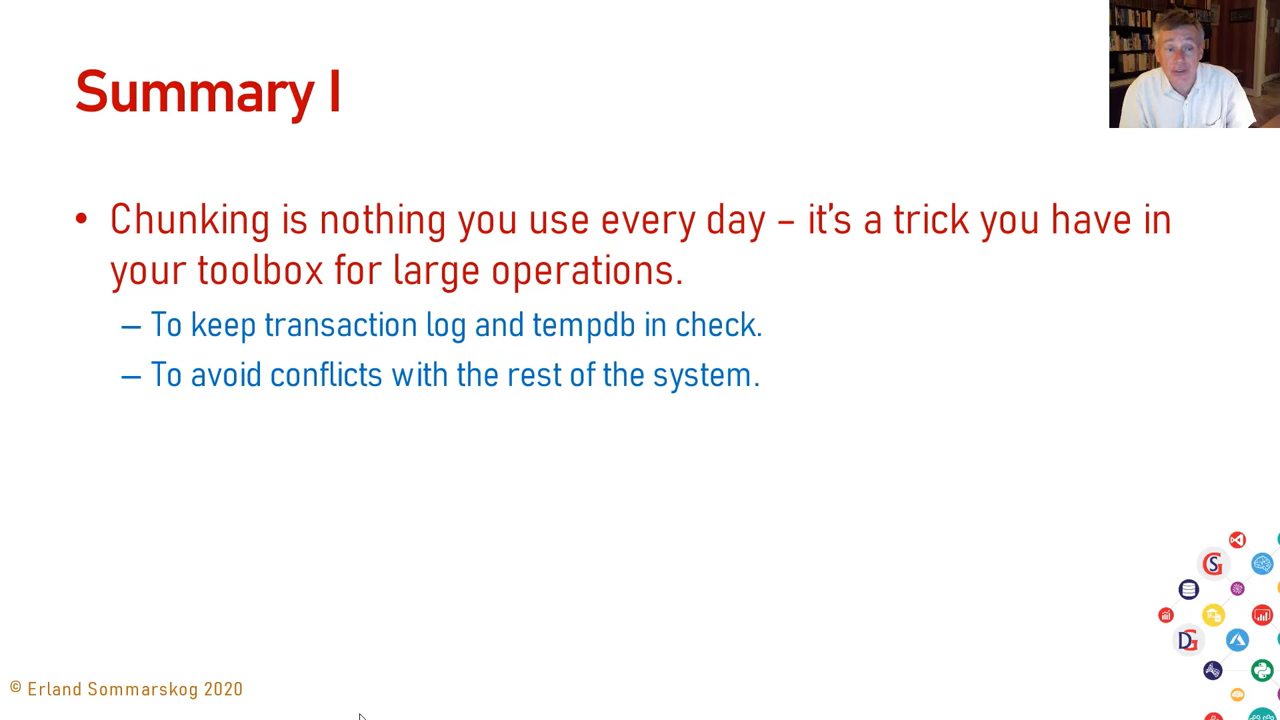 Summary I
• Chunking is nothing you use every day – it's a trick you have in
your toolbox for large operations.
– To keep transaction log and tempdb in check.
– To avoid conflicts with the rest of the system.
GS
DG
© Erland Sommarskog 2020